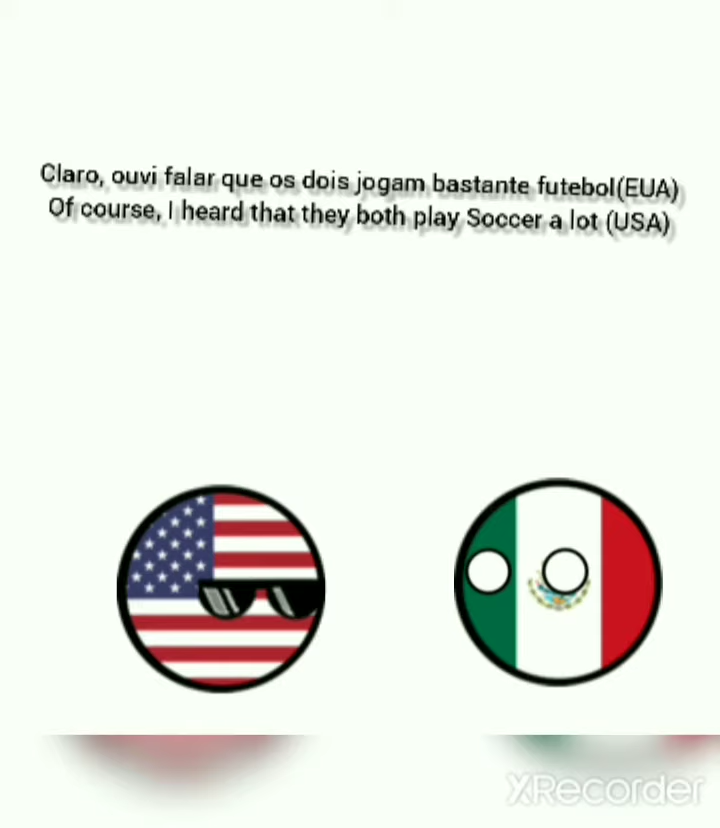 Claro, ouvi falar que os dois jogam bastante futebol(EUA)
Of course, I heard that they both play Soccer a lot (USA)
XRecorder